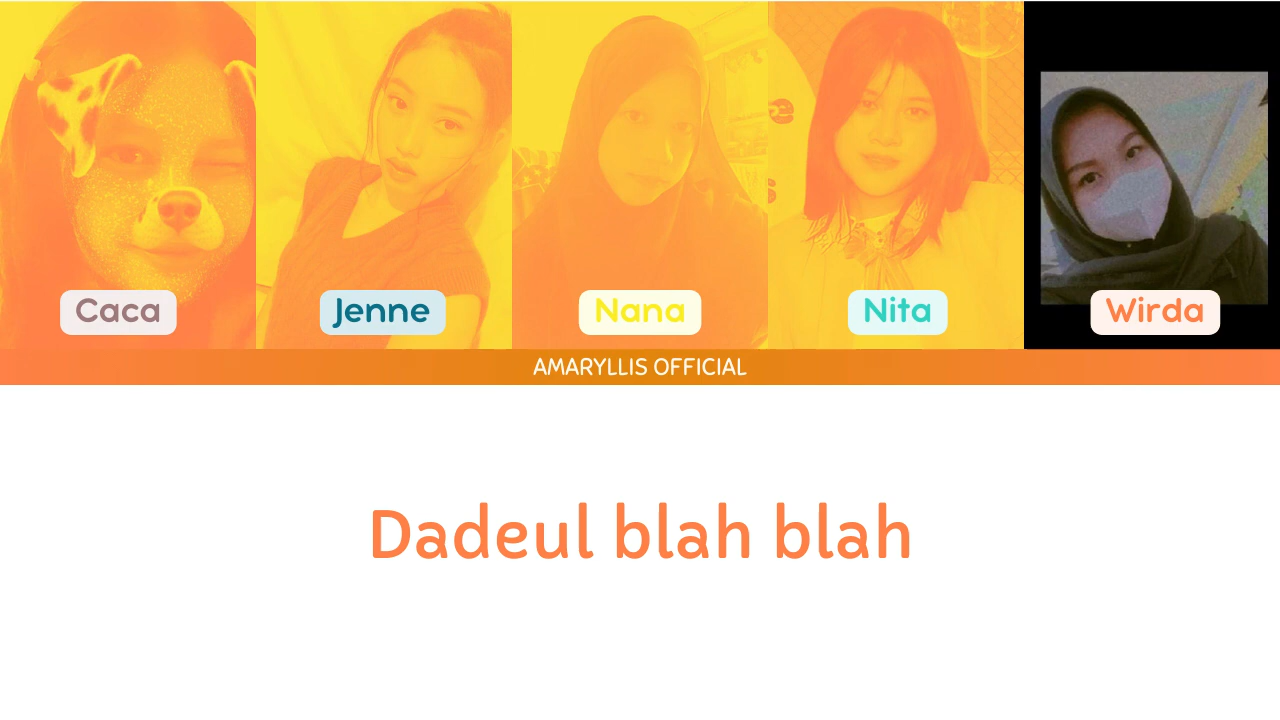 Caca
Jenne
Nana
Nita
Wirda
AMARYLLIS OFFICIAL
Dadeul blah blah